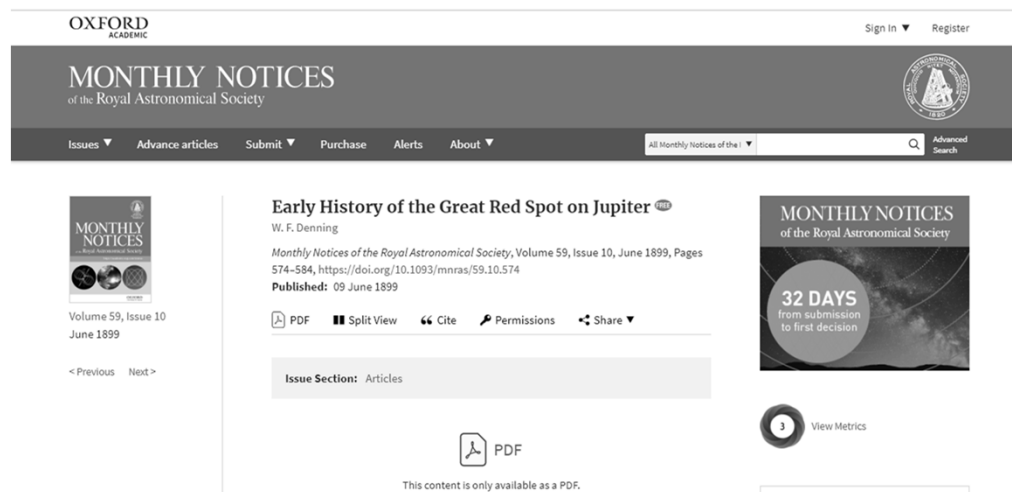 OXFORD
ACADEMIC
Sign In ▼ Register
MONTHLY NOTICES
of the Royal Astronomical Society
Issues ▼ Advance articles Submit ▼ Purchase Alerts About ▼
All Monthly Notices of the I ▼
Advanced
Search
MONTHLY
NOTICES
OXFORD
Volume 59, Issue 10
June 1899
< Previous Next >
Early History of the Great Red Spot on Jupiter FREE
W. F. Denning
Monthly Notices of the Royal Astronomical Society, Volume 59, Issue 10, June 1899, Pages
574–584, https://doi.org/10.1093/mnras/59.10.574
Published: 09 June 1899
PDF Split View Cite Permissions Share ▼
Issue Section: Articles
PDF
This content is only available as a PDF.
MONTHLY NOTICES
of the Royal Astronomical Society
32 DAYS
from submission
to first decision
3 View Metrics